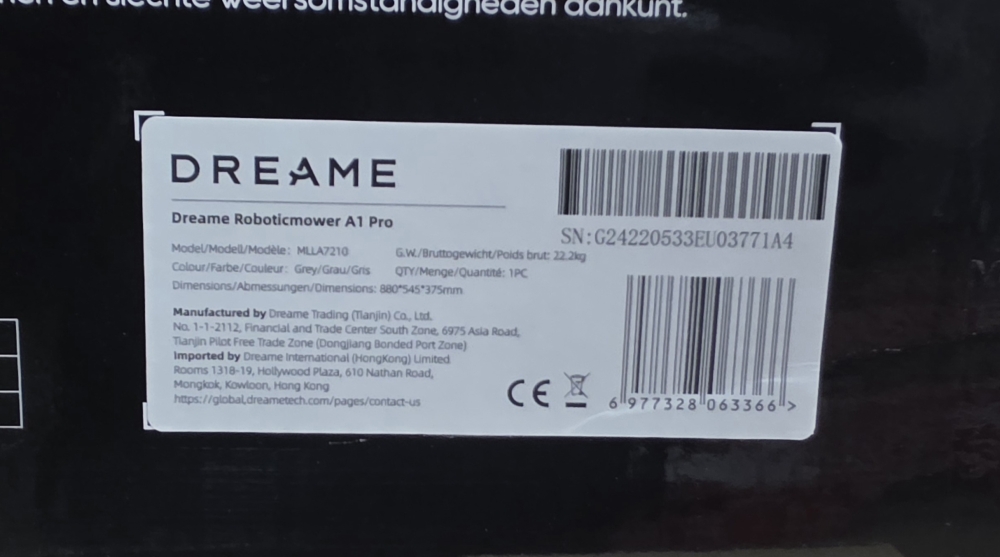 slechte weersomstandigheden aankunt.
DREAME
Dreame Roboticmower A1 Pro
Model/Modell/Modèle: MLLA7210 G.W./Bruttogewicht/Poids brut: 22.2kg
Colour/Farbe/Couleur: Grey/Grau/Gris QTY/Menge/Quantité: 1PC
Dimensions/Abmessungen/Dimensions: 880*545*375mm
Manufactured by Dreame Trading (Tianjin) Co., Ltd.
No. 1-1-2112, Financial and Trade Center South Zone, 6975 Asia Road,
Tianjin Pilot Free Trade Zone (Dongjiang Bonded Port Zone)
Imported by Dreame International (HongKong) Limited
Rooms 1318-19, Hollywood Plaza, 610 Nathan Road,
Mongkok, Kowloon, Hong Kong
https://global.dreametech.com/pages/contact-us
SN:G24220533EU03771A4
CE
6 977328 063366 >